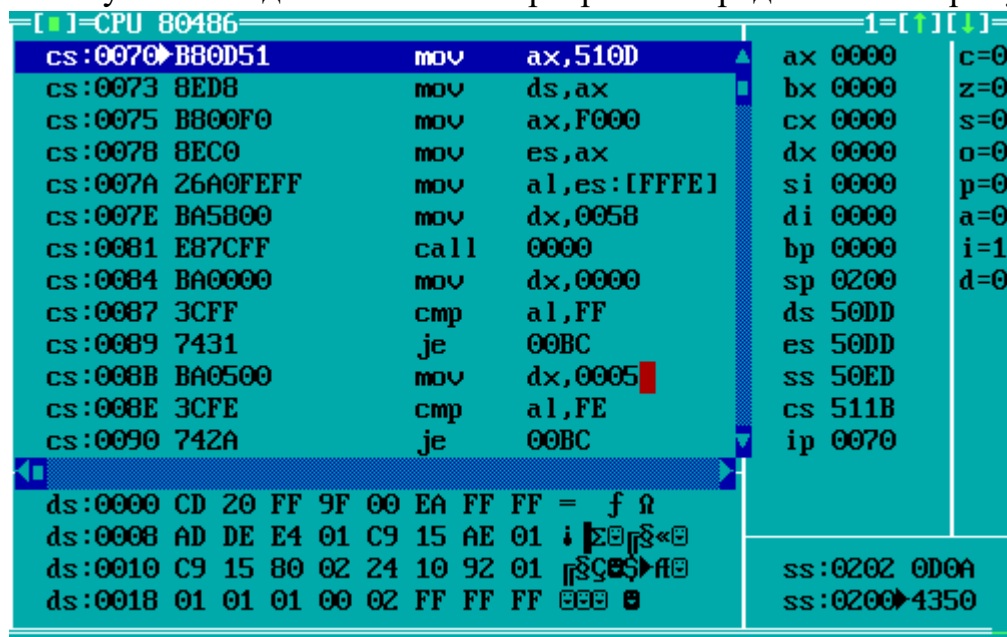 =[■]=CPU 80486 1=[↑][↓]=
cs:0070►B80D51 mov ax,510D ▲ ax 0000 c=0
cs:0073 8ED8 mov ds,ax bx 0000 z=0
cs:0075 B800F0 mov ax,F000 cx 0000 s=0
cs:0078 8EC0 mov es,ax dx 0000 o=0
cs:007A 26A0FEFF mov al,es:[FFFE] si 0000 p=0
cs:007E BA5800 mov dx,0058 di 0000 a=0
cs:0081 E87CFF call 0000 bp 0000 i=1
cs:0084 BA0000 mov dx,0000 sp 0200 d=0
cs:0087 3CFF cmp al,FF ds 50DD
cs:0089 7431 je 00BC es 50DD
cs:008B BA0500 mov dx,0005 ss 50ED
cs:008E 3CFE cmp al,FE cs 511B
cs:0090 742A je 00BC ▼ ip 0070
ds:0000 CD 20 FF 9F 00 EA FF FF = ƒ Ω
ds:0008 AD DE E4 01 C9 15 AE 01 ¡▐Σ☺╔§«☺
ds:0010 C9 15 80 02 24 10 92 01 ╔§Ç☻$►Æ☺ ss:0202 0D0A
ds:0018 01 01 01 00 02 FF FF FF ☺☺☺ ☻ ss:0200►4350